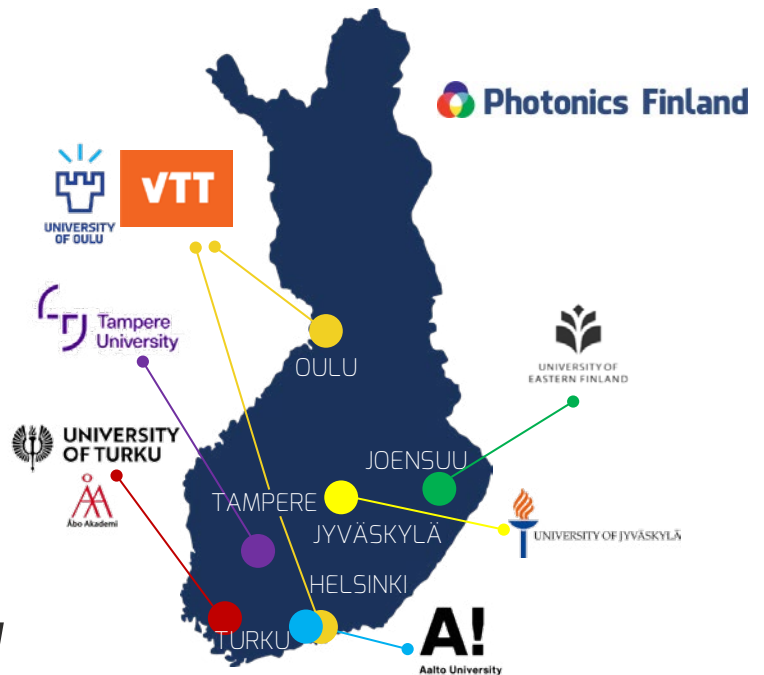 Photonics Finland
VTT
UNIVERSITY
OF OULU
Tampere
University
OULU
UNIVERSITY OF
EASTERN FINLAND
UNIVERSITY
OF TURKU
Åbo Akademi
JOENSUU
TAMPERE
JYVÄSKYLÄ
UNIVERSITY OF JYVÄSKYLÄ
HELSINKI
TURKU
A!
Aalto University